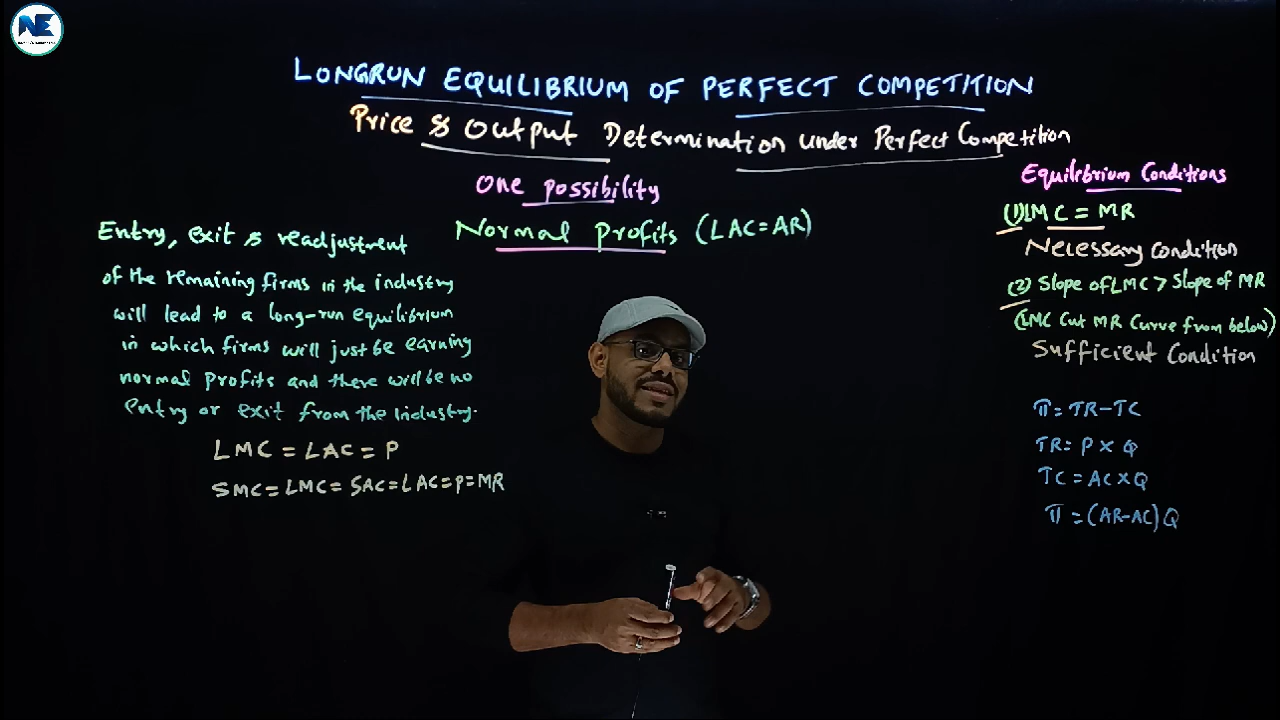 NE
LONGRUN EQUILIBRIUM OF PERFECT COMPETITION
Price & Output Determination under Perfect Competition
One possibility
Normal profits (LAC=AR)
Entry, exit & readjustment
of the remaining firms in the industry
will lead to a long-run equilibrium
in which firms will just be earning
normal profits and there will be no
entry or exit from the industry.
LMC = LAC = P
SMC = LMC = SAC = LAC = P = MR
Equilibrium Conditions
(1) LMC = MR
Necessary Condition
(2) Slope of LMC > Slope of MR
(LMC Cut MR Curve from below)
Sufficient Condition
π = TR - TC
TR = P × Q
TC = AC × Q
π = (AR-AC)Q